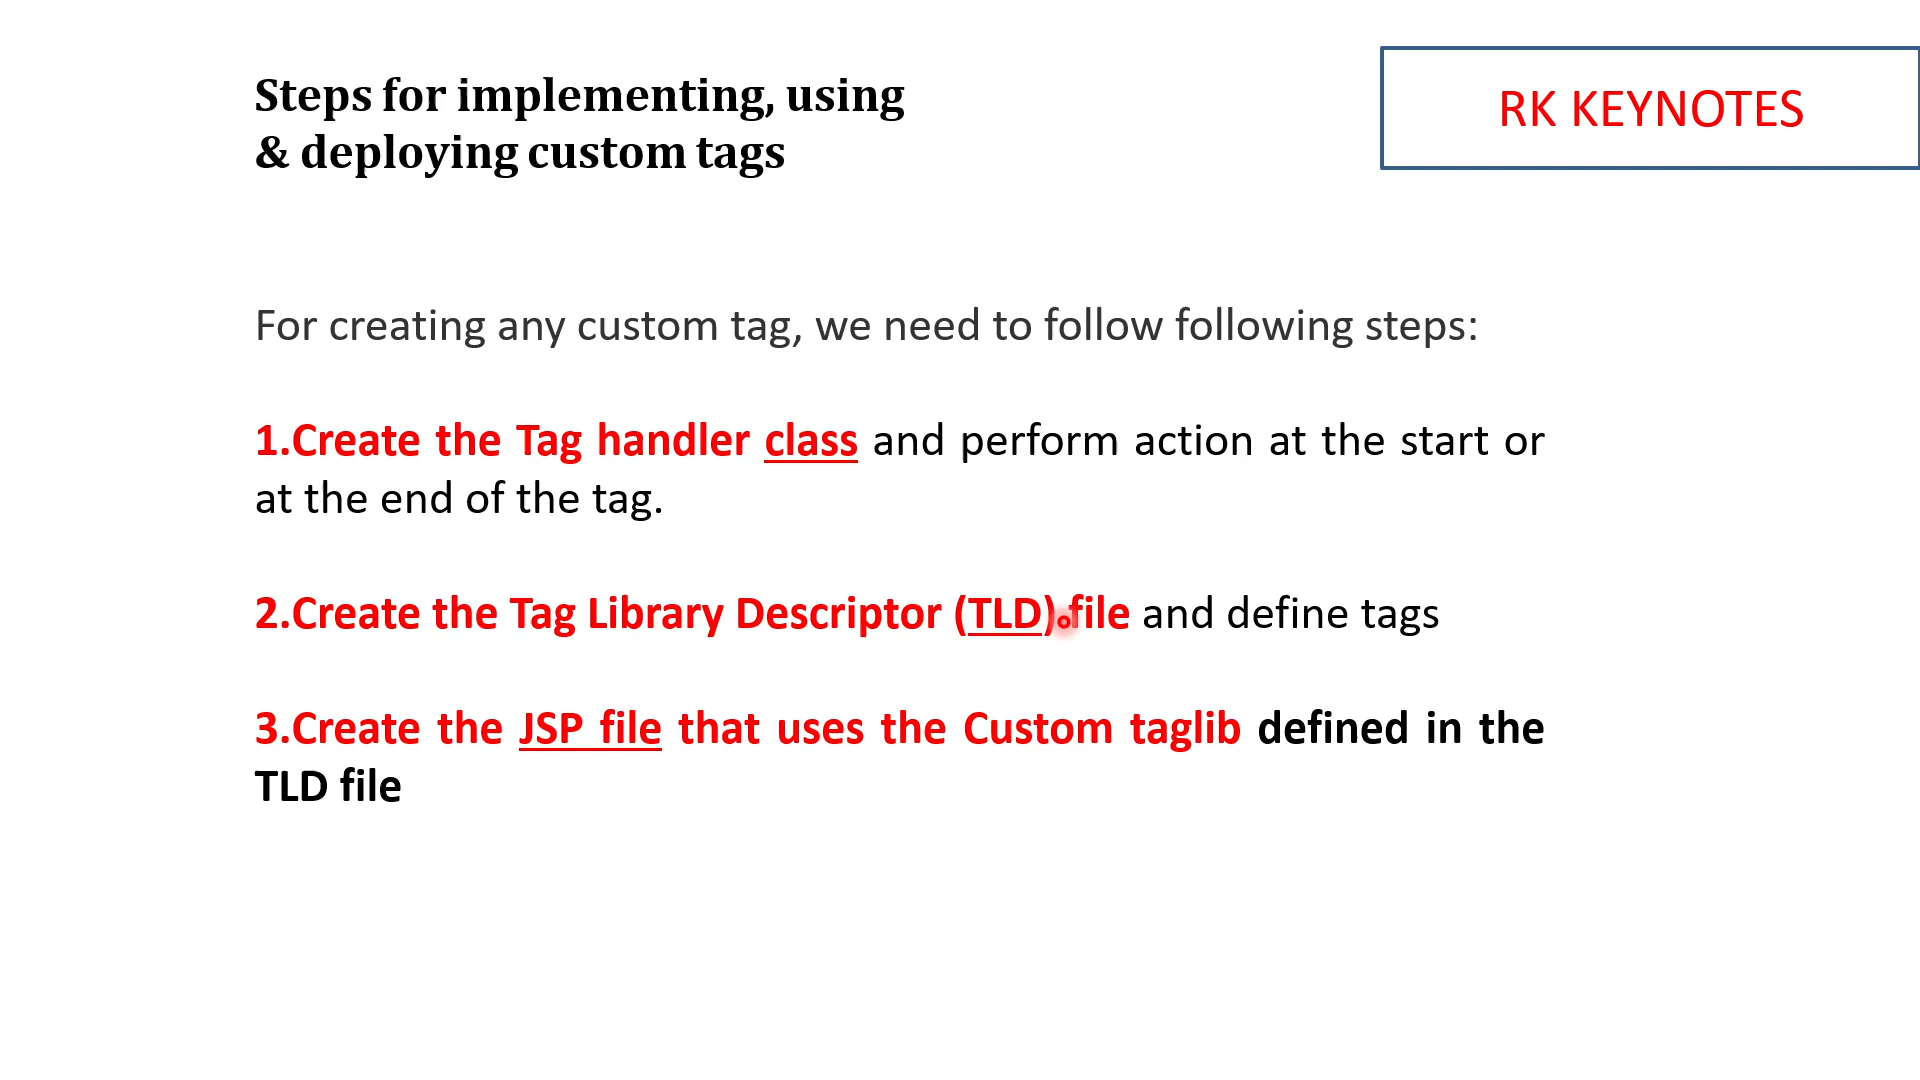 Steps for implementing, using
& deploying custom tags
RK KEYNOTES
For creating any custom tag, we need to follow following steps:
1.Create the Tag handler class and perform action at the start or
at the end of the tag.
2.Create the Tag Library Descriptor (TLD) file and define tags
3.Create the JSP file that uses the Custom taglib defined in the
TLD file